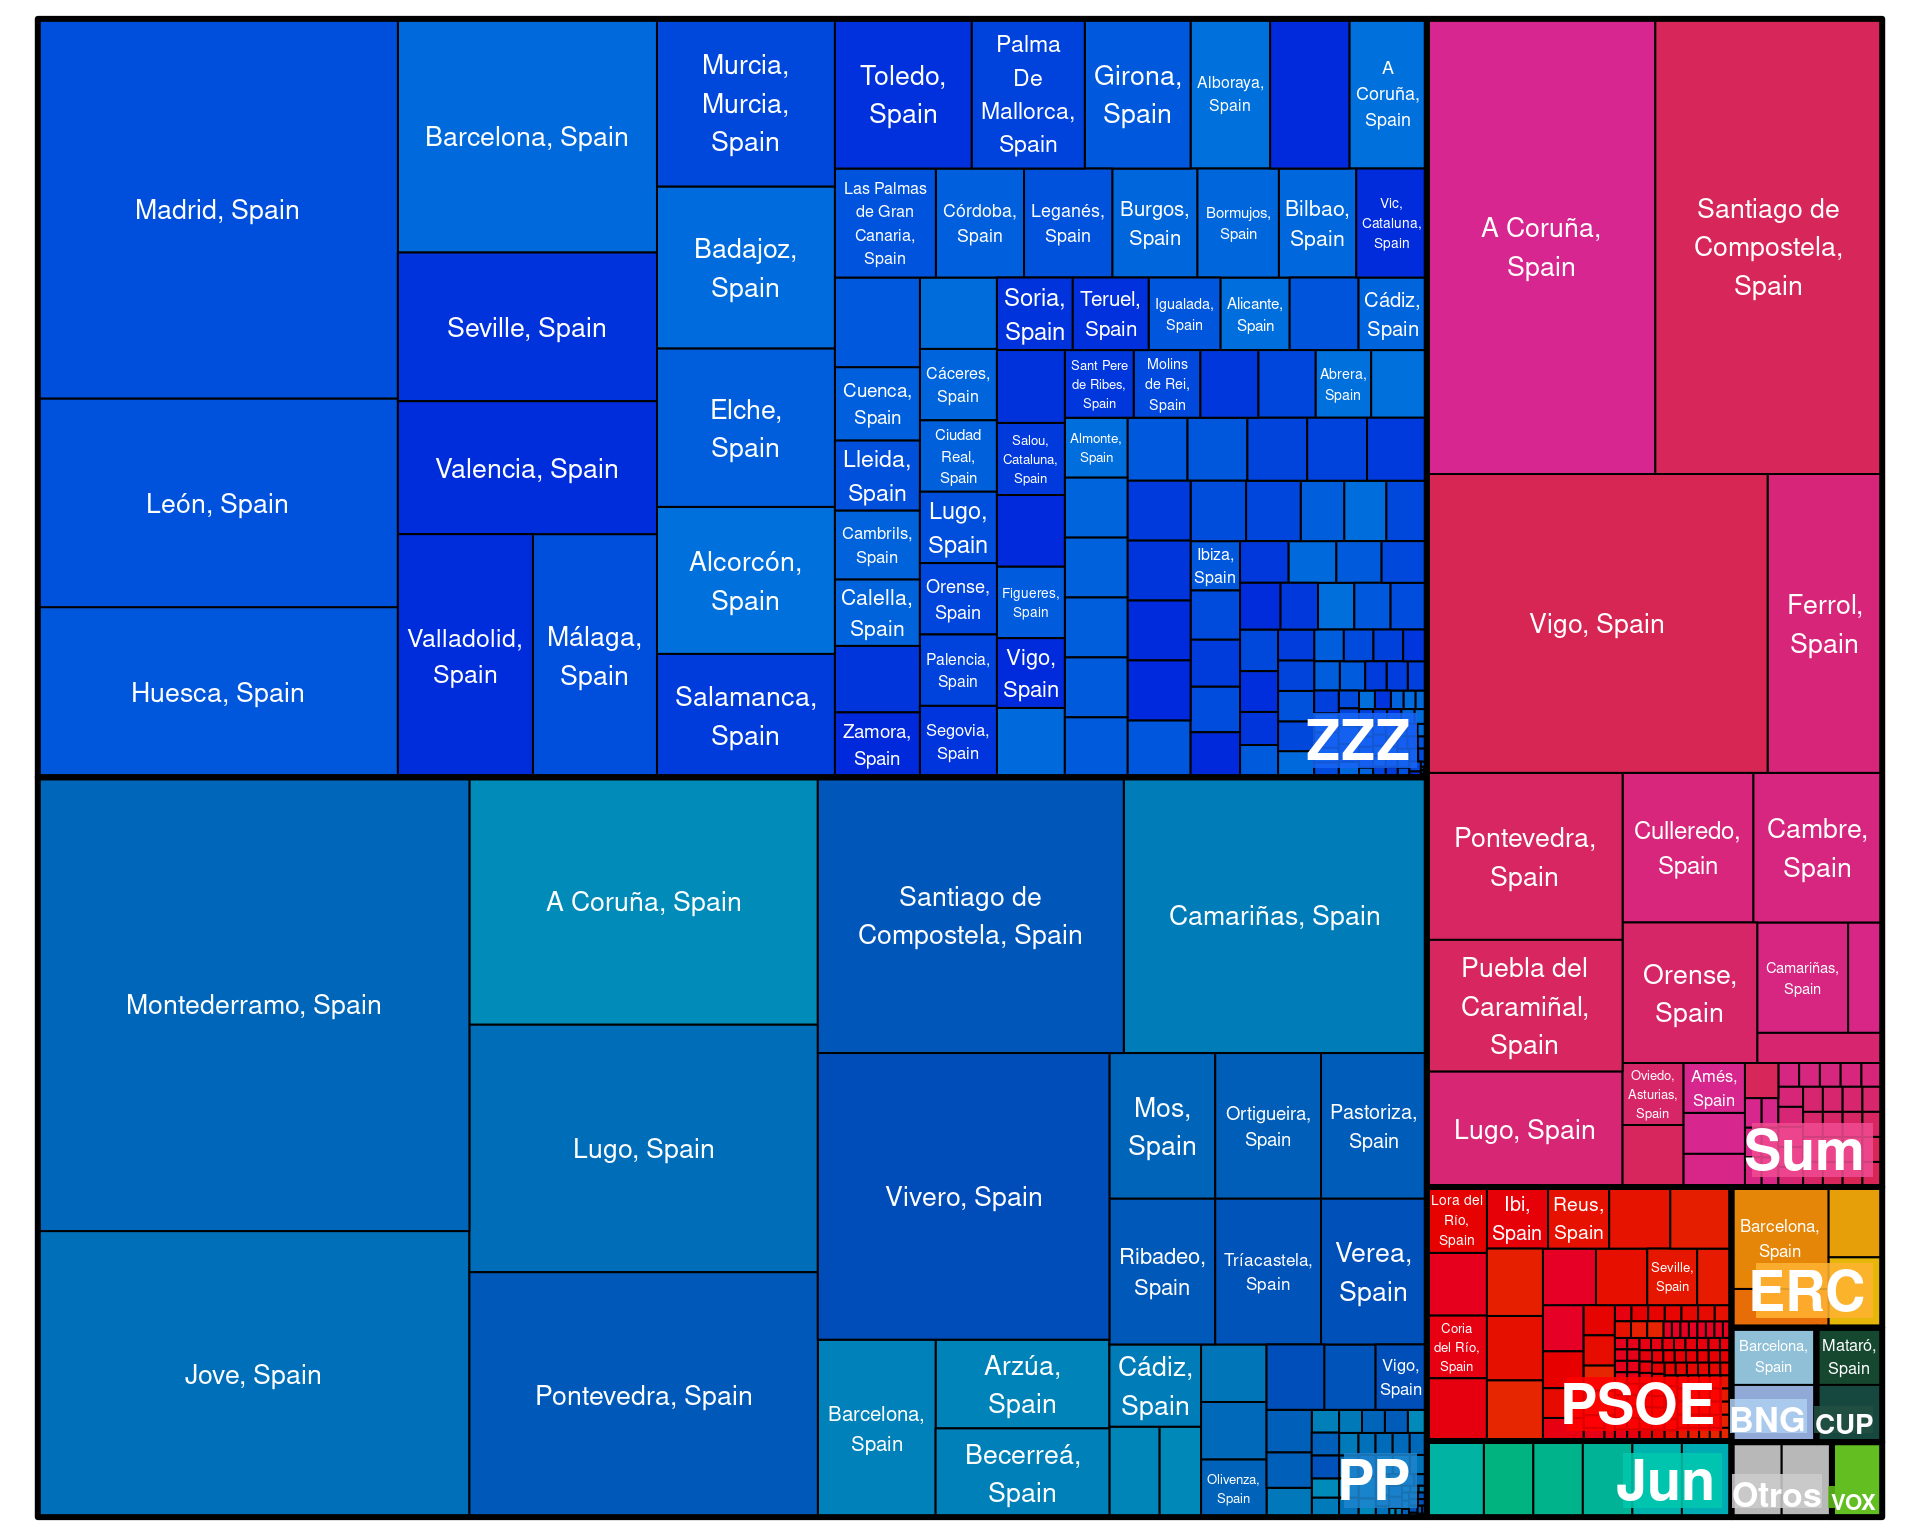 Madrid, Spain
León, Spain
Huesca, Spain
Barcelona, Spain
Seville, Spain
Valencia, Spain
Valladolid,
Spain
Málaga,
Spain
Murcia,
Murcia,
Spain
Badajoz,
Spain
Elche,
Spain
Alcorcón,
Spain
Salamanca,
Spain
Toledo,
Spain
Palma
De
Mallorca,
Spain
Girona,
Spain
Alboraya,
Spain
A
Coruña,
Spain
Las Palmas
de Gran
Canaria,
Spain
Córdoba,
Spain
Leganés,
Spain
Burgos,
Spain
Bormujos,
Spain
Bilbao,
Spain
Vic,
Cataluna,
Spain
Cuenca,
Spain
Lleida,
Spain
Cambrils,
Spain
Calella,
Spain
Zamora,
Spain
Cáceres,
Spain
Ciudad
Real,
Spain
Lugo,
Spain
Orense,
Spain
Palencia,
Spain
Segovia,
Spain
Soria,
Spain
Teruel,
Spain
Igualada,
Spain
Alicante,
Spain
Cádiz,
Spain
Salou,
Cataluna,
Spain
Figueres,
Spain
Vigo,
Spain
Sant Pere
de Ribes,
Spain
Molins
de Rei,
Spain
Abrera,
Spain
Almonte,
Spain
Ibiza,
Spain
ZZZ
Montederramo, Spain
Jove, Spain
A Coruña, Spain
Lugo, Spain
Pontevedra, Spain
Santiago de
Compostela, Spain
Camariñas, Spain
Vivero, Spain
Mos,
Spain
Ortigueira,
Spain
Pastoriza,
Spain
Ribadeo,
Spain
Tríacastela,
Spain
Verea,
Spain
Barcelona,
Spain
Arzúa,
Spain
Becerreá,
Spain
Cádiz,
Spain
Olivenza,
Spain
Vigo,
Spain
PP
A Coruña,
Spain
Santiago de
Compostela,
Spain
Vigo, Spain
Ferrol,
Spain
Pontevedra,
Spain
Puebla del
Caramiñal,
Spain
Lugo, Spain
Culleredo,
Spain
Cambre,
Spain
Orense,
Spain
Camariñas,
Spain
Oviedo,
Asturias,
Spain
Amés,
Spain
Sum
Lora del
Río,
Spain
Ibi,
Spain
Reus,
Spain
Seville,
Spain
Coria
del Río,
Spain
PSOE
Barcelona,
Spain
ERC
Barcelona,
Spain
BNG
Mataró,
Spain
CUP
Jun
Otros
VOX